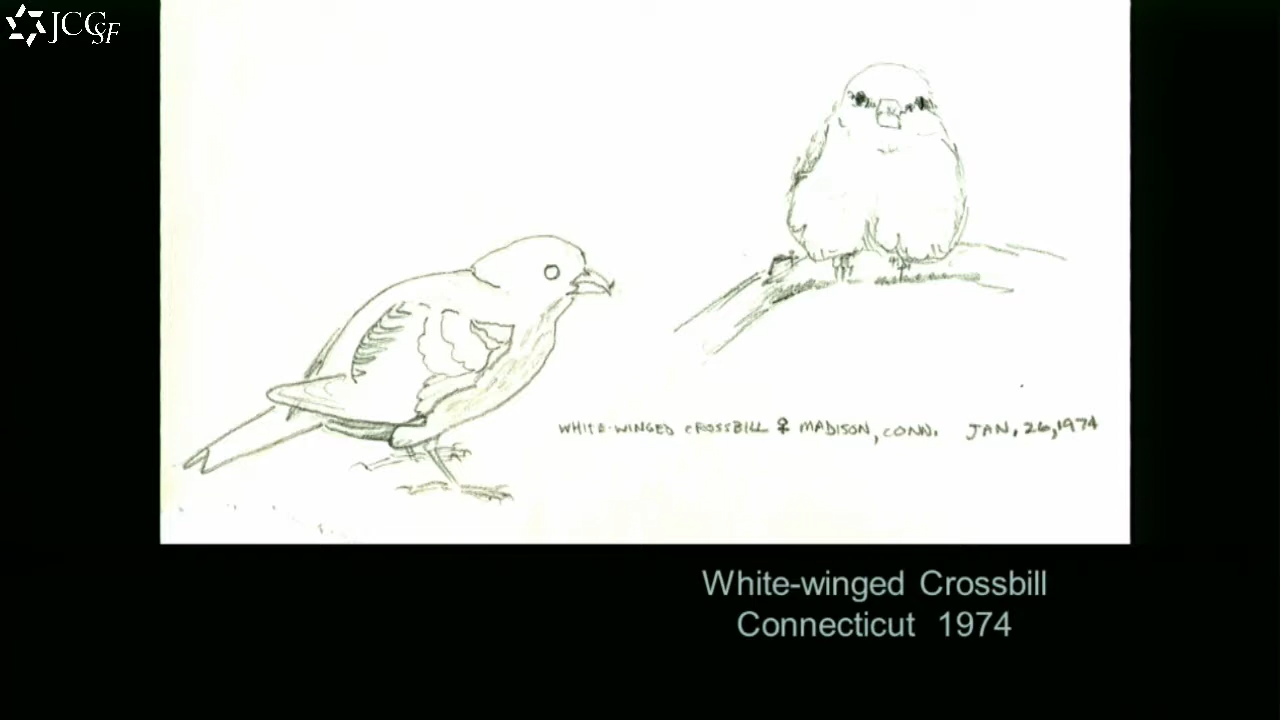 JCCSF
WHITE-WINGED CROSSBILL ♀ MADISON, CONN. JAN. 26, 1974
White-winged Crossbill
Connecticut 1974